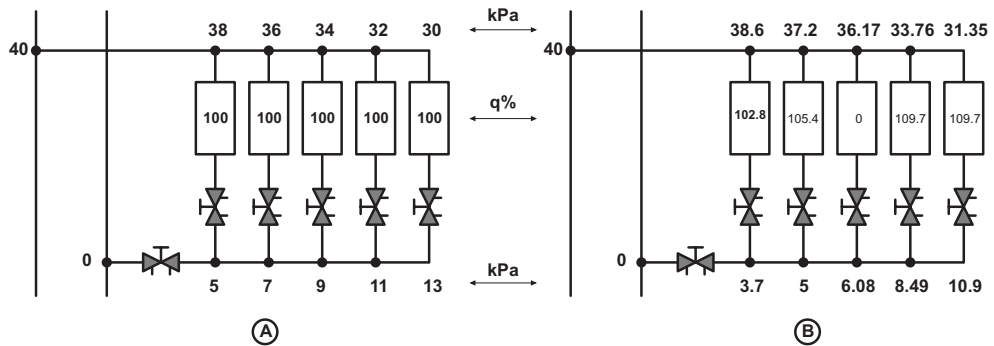 38 36 34 32 30 kPa 38.6 37.2 36.17 33.76 31.35
40 40
100 100 100 100 100 q% 102.8 105.4 0 109.7 109.7
0 0
5 7 9 11 13 kPa 3.7 5 6.08 8.49 10.9
A B